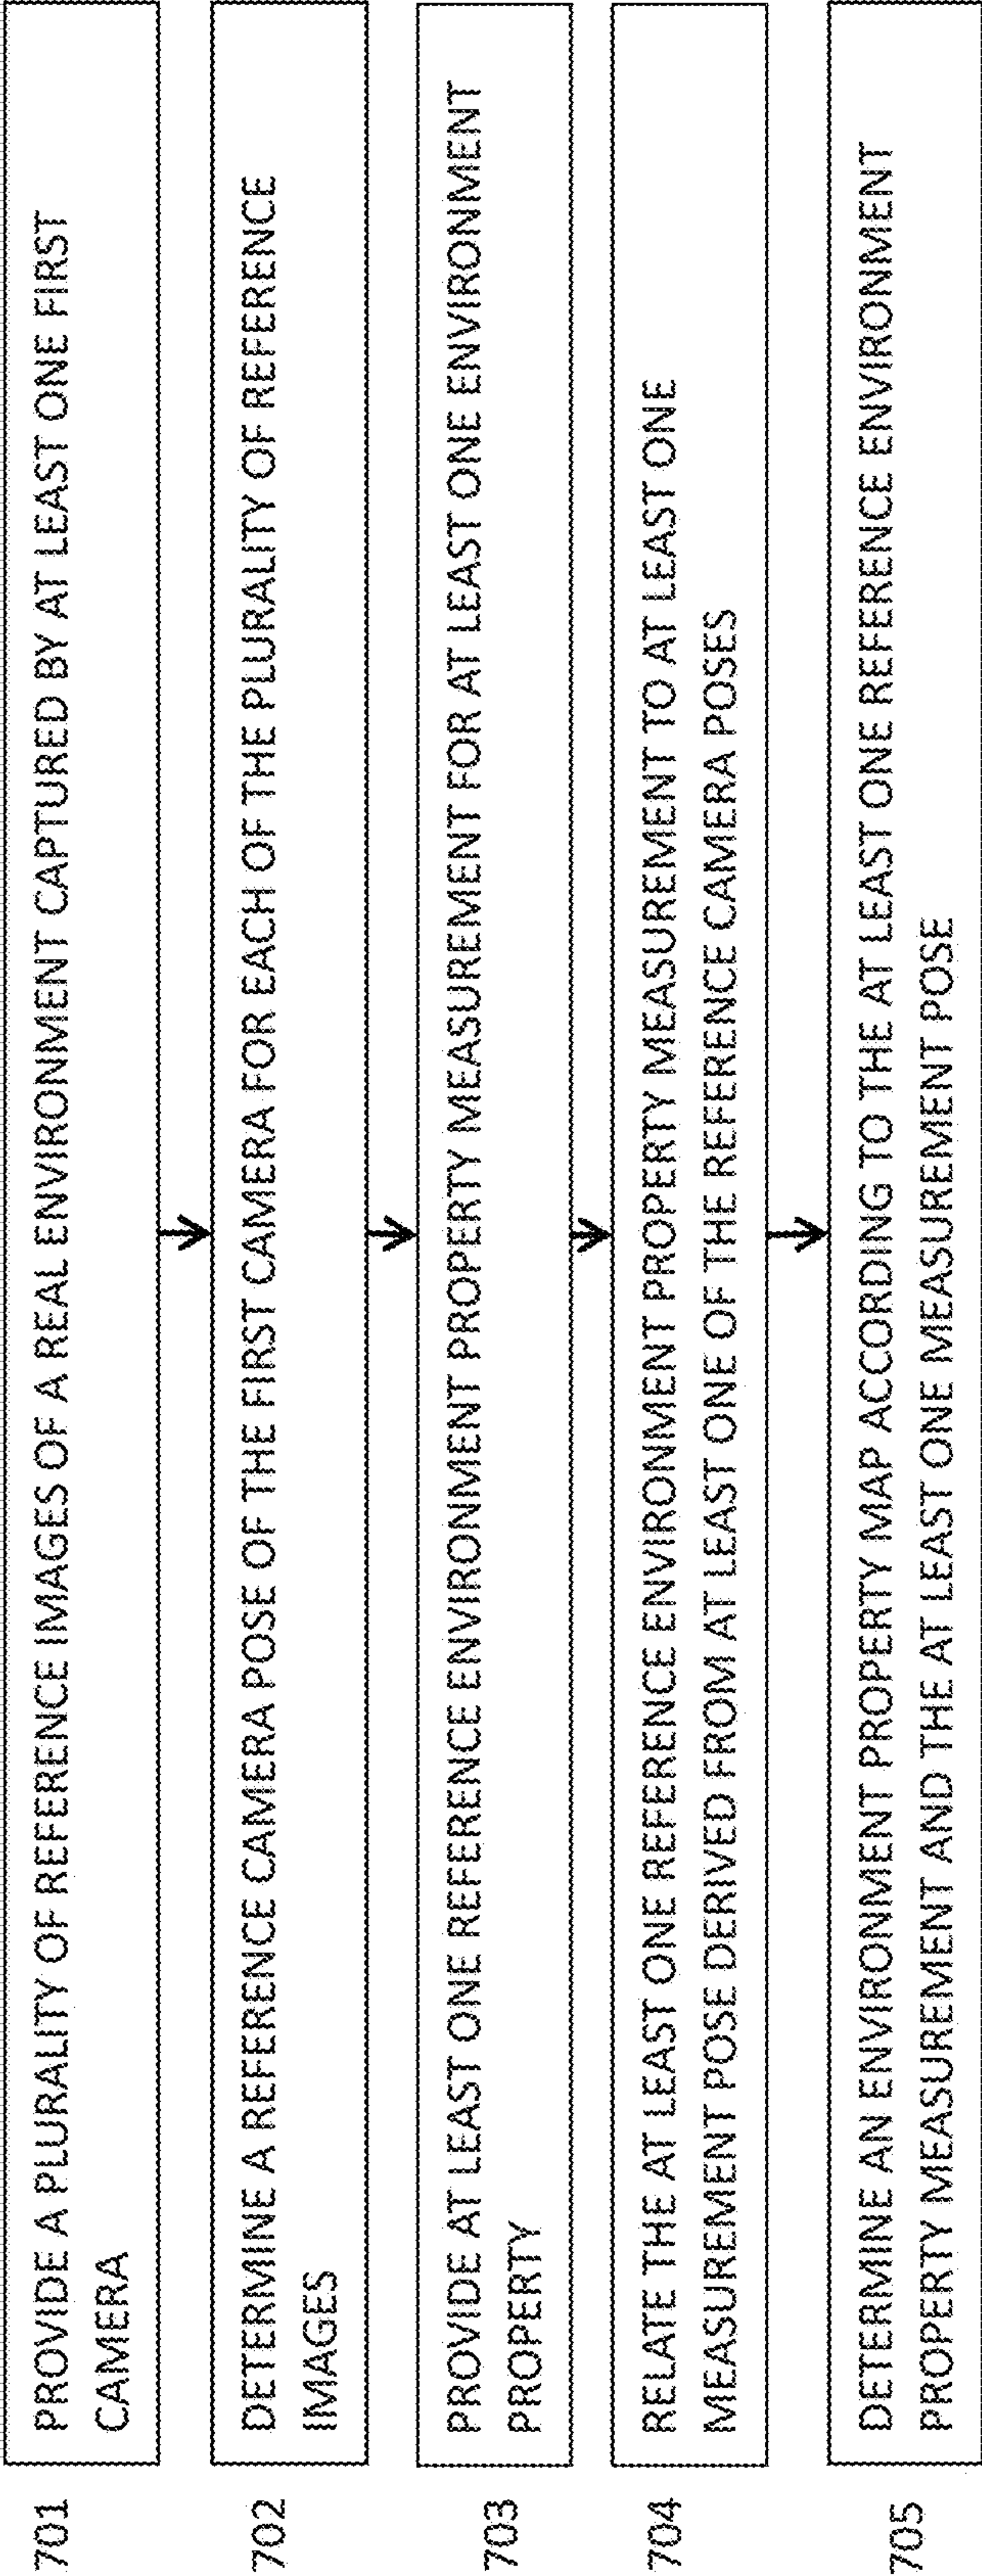 701
PROVIDE A PLURALITY OF REFERENCE IMAGES OF A REAL ENVIRONMENT CAPTURED BY AT LEAST ONE FIRST
CAMERA
702
DETERMINE A REFERENCE CAMERA POSE OF THE FIRST CAMERA FOR EACH OF THE PLURALITY OF REFERENCE
IMAGES
703
PROVIDE AT LEAST ONE REFERENCE ENVIRONMENT PROPERTY MEASUREMENT FOR AT LEAST ONE ENVIRONMENT
PROPERTY
704
RELATE THE AT LEAST ONE REFERENCE ENVIRONMENT PROPERTY MEASUREMENT TO AT LEAST ONE
MEASUREMENT POSE DERIVED FROM AT LEAST ONE OF THE REFERENCE CAMERA POSES
705
DETERMINE AN ENVIRONMENT PROPERTY MAP ACCORDING TO THE AT LEAST ONE REFERENCE ENVIRONMENT
PROPERTY MEASUREMENT AND THE AT LEAST ONE MEASUREMENT POSE